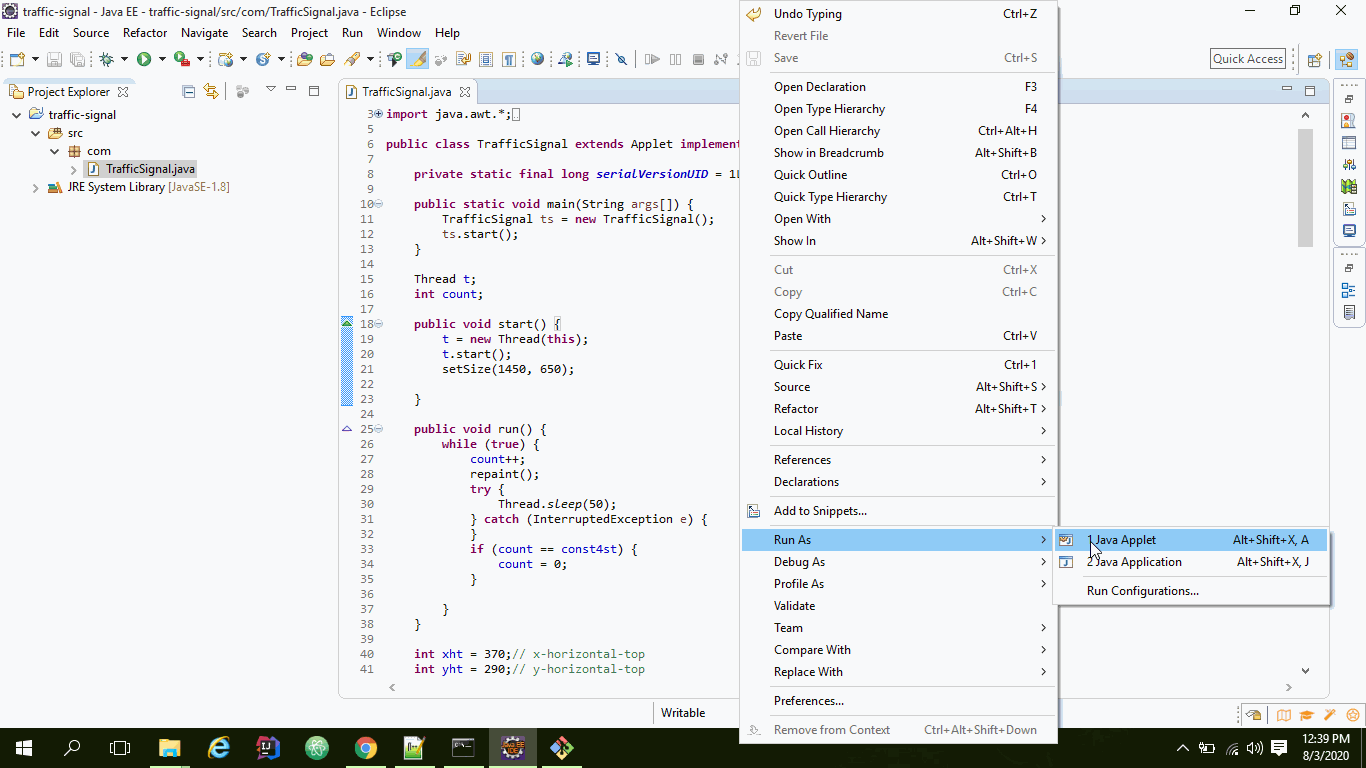 traffic-signal - Java EE - traffic-signal/src/com/TrafficSignal.java - Eclipse
File Edit Source Refactor Navigate Search Project Run Window Help
Quick Access
Project Explorer
traffic-signal
src
com
TrafficSignal.java
JRE System Library [JavaSE-1.8]
TrafficSignal.java
3 import java.awt.*;
5
6 public class TrafficSignal extends Applet implement
7
8 private static final long serialVersionUID = 1L
9
10 public static void main(String args[]) {
11 TrafficSignal ts = new TrafficSignal();
12 ts.start();
13 }
14
15 Thread t;
16 int count;
17
18 public void start() {
19 t = new Thread(this);
20 t.start();
21 setSize(1450, 650);
22
23 }
24
25 public void run() {
26 while (true) {
27 count++;
28 repaint();
29 try {
30 Thread.sleep(50);
31 } catch (InterruptedException e) {
32 }
33 if (count == const4st) {
34 count = 0;
35 }
36
37 }
38 }
39
40 int xht = 370;// x-horizontal-top
41 int yht = 290;// y-horizontal-top
Writable
Undo Typing Ctrl+Z
Revert File
Save Ctrl+S
Open Declaration F3
Open Type Hierarchy F4
Open Call Hierarchy Ctrl+Alt+H
Show in Breadcrumb Alt+Shift+B
Quick Outline Ctrl+O
Quick Type Hierarchy Ctrl+T
Open With
Show In Alt+Shift+W
Cut Ctrl+X
Copy Ctrl+C
Copy Qualified Name
Paste Ctrl+V
Quick Fix Ctrl+1
Source Alt+Shift+S
Refactor Alt+Shift+T
Local History
References
Declarations
Add to Snippets...
Run As
Debug As
Profile As
Validate
Team
Compare With
Replace With
Preferences...
Remove from Context Ctrl+Alt+Shift+Down
1 Java Applet Alt+Shift+X, A
2 Java Application Alt+Shift+X, J
Run Configurations...
Java EE
IDE
12:39 PM
8/3/2020